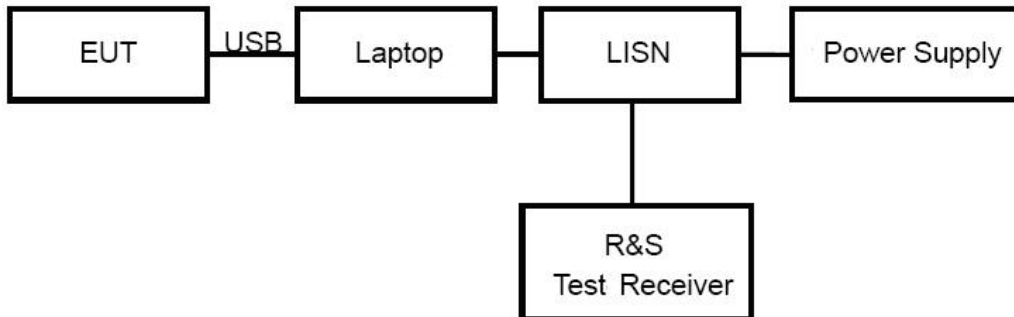 EUT
USB
Laptop
LISN
Power Supply
R&S
Test Receiver